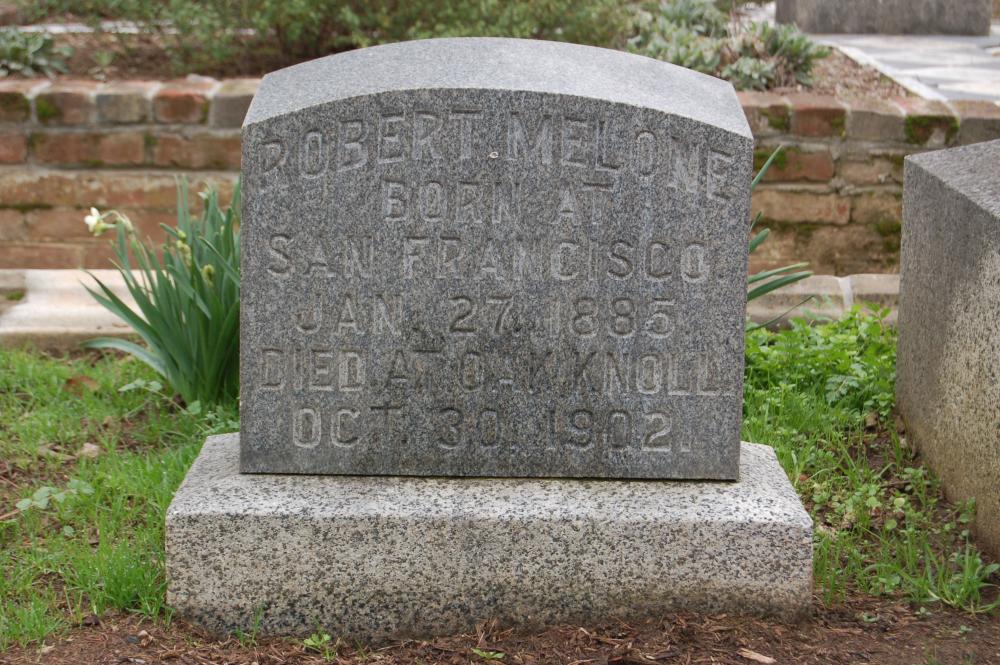 ROBERT MELONE
BORN AT
SAN FRANCISCO.
JAN. 27. 1885
DIED AT OAK KNOLL.
OCT. 30. 1902.